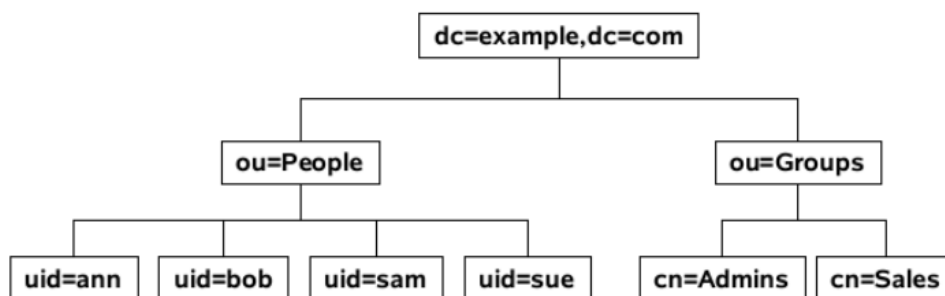 dc=example,dc=com
ou=People
ou=Groups
uid=ann
uid=bob
uid=sam
uid=sue
cn=Admins
cn=Sales